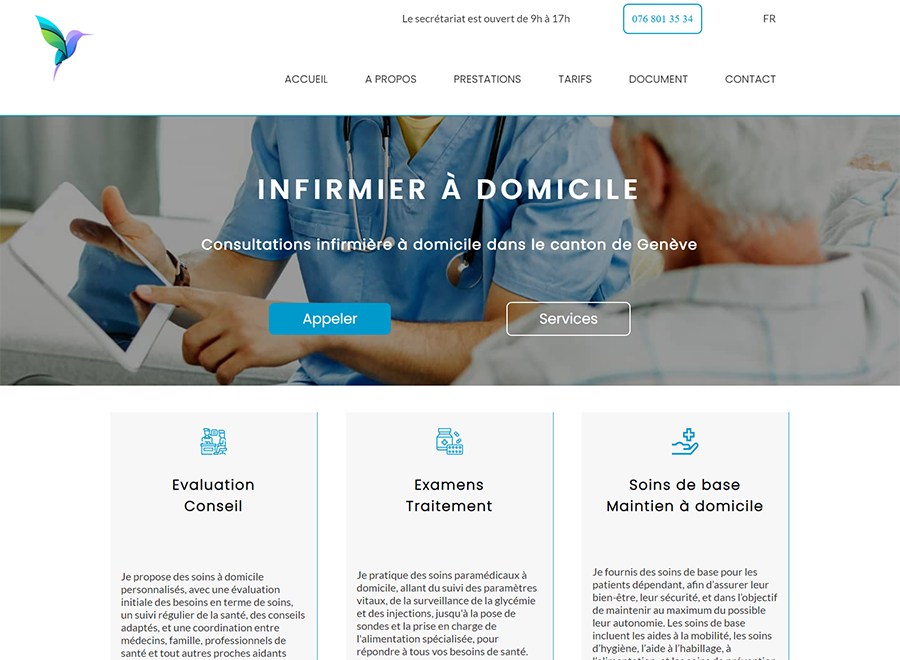 Le secrétariat est ouvert de 9h à 17h
076 801 35 34
FR
ACCUEIL
A PROPOS
PRESTATIONS
TARIFS
DOCUMENT
CONTACT
INFIRMIER À DOMICILE
Consultations infirmière à domicile dans le canton de Genève
Appeler
Services
Evaluation
Conseil
Je propose des soins à domicile
personnalisés, avec une évaluation
initiale des besoins en terme de soins,
un suivi régulier de la santé, des conseils
adaptés, et une coordination entre
médecins, famille, professionnels de
santé et tout autres proches aidants
Examens
Traitement
Je pratique des soins paramédicaux à
domicile, allant du suivi des paramètres
vitaux, de la surveillance de la glycémie
et des injections, jusqu'à la pose de
sondes et la prise en charge de
l'alimentation spécialisée, pour
répondre à tous vos besoins de santé.
Soins de base
Maintien à domicile
Je fournis des soins de base pour les
patients dépendant, afin d'assurer leur
bien-être, leur sécurité, et dans l'objectif
de maintenir au maximum du possible
leur autonomie. Les soins de base
incluent les aides à la mobilité, les soins
d'hygiène, l'aide à l'habillage, à